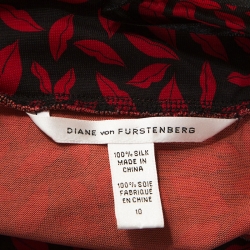 DIANE von FURSTENBERG
100% SILK
MADE IN
CHINA
100% SOIE
FABRIQUÉ
EN CHINE
10